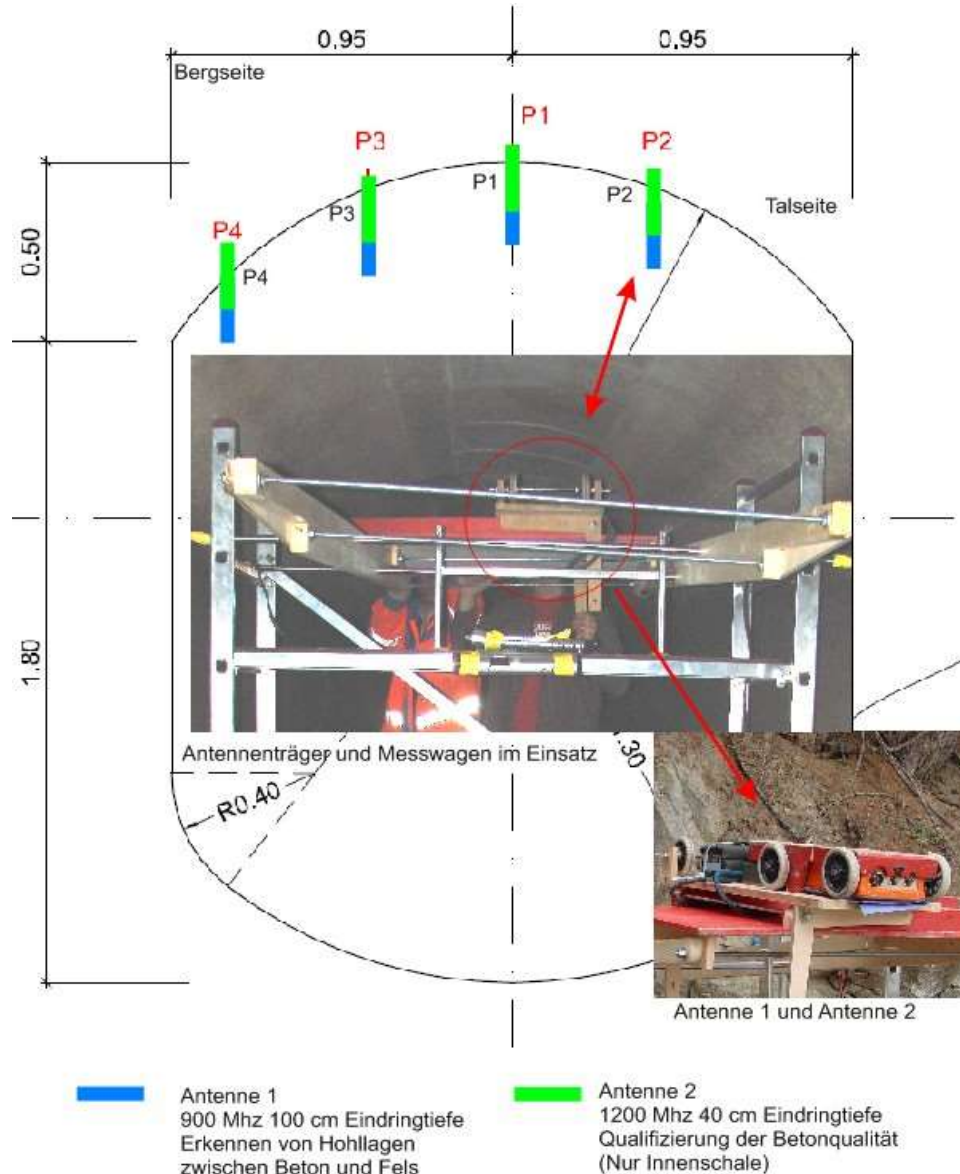 0.95
0.95
Bergseite
P1
P3
P2
P1
P3
P2
Talseite
P4
P4
0.50
1.80
Antennenträger und Messwagen im Einsatz
.30
R0.40
Antenne 1 und Antenne 2
Antenne 1
900 Mhz 100 cm Eindringtiefe
Erkennen von Hohllagen
zwischen Beton und Fels
Antenne 2
1200 Mhz 40 cm Eindringtiefe
Qualifizierung der Betonqualität
(Nur Innenschale)